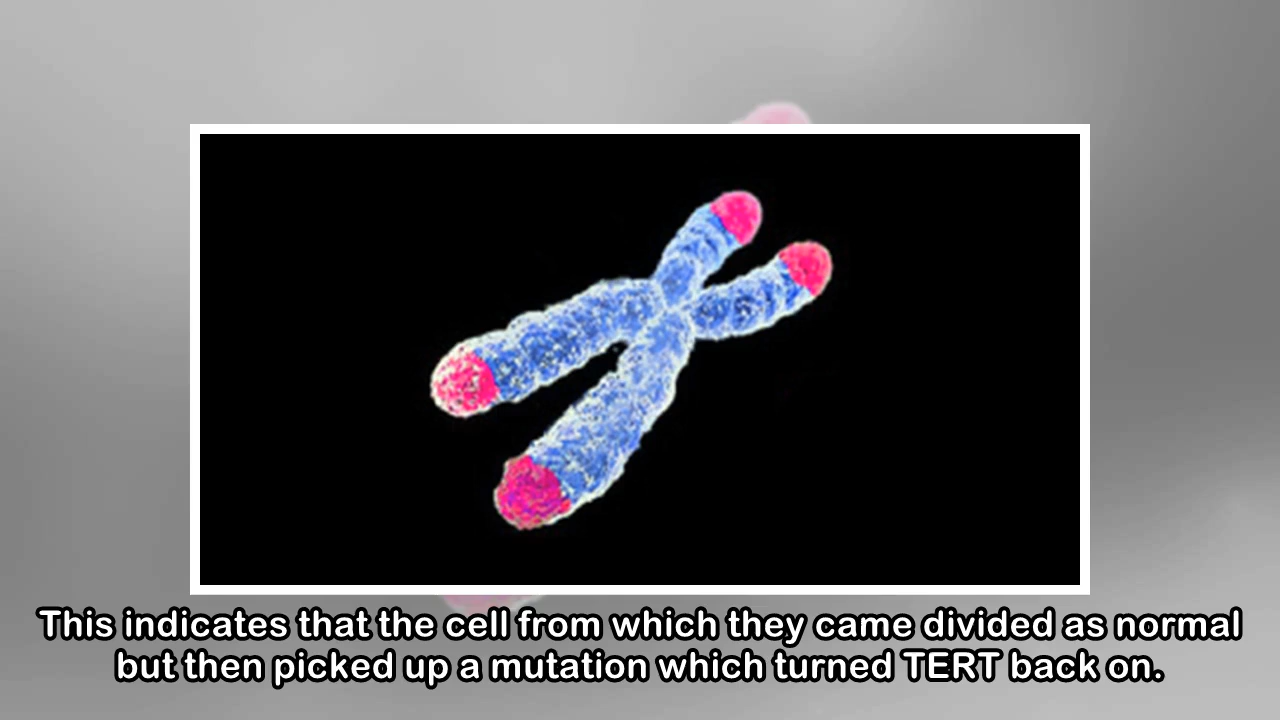 This indicates that the cell from which they came divided as normal
but then picked up a mutation which turned TERT back on.